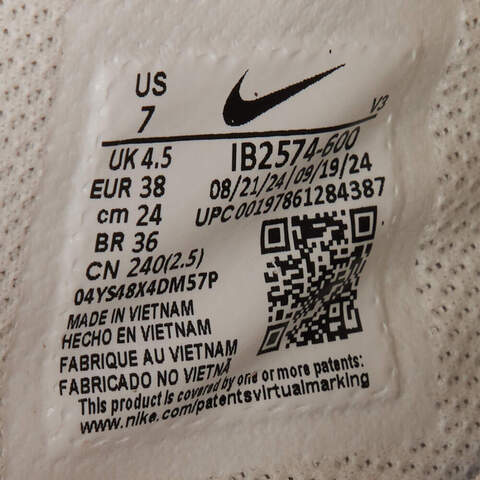 US
7
V3
UK 4.5
IB2574-600
EUR 38
08/21/24/09/19/24
cm 24
UPC 00197861284387
BR 36
CN 240(2.5)
04YS48X4DM57P
MADE IN VIETNAM
HECHO EN VIETNAM
FABRIQUE AU VIETNAM
FABRICADO NO VIETNÃ
This product is covered by one or more patents:
www.nike.com/patentsvirtualmarking